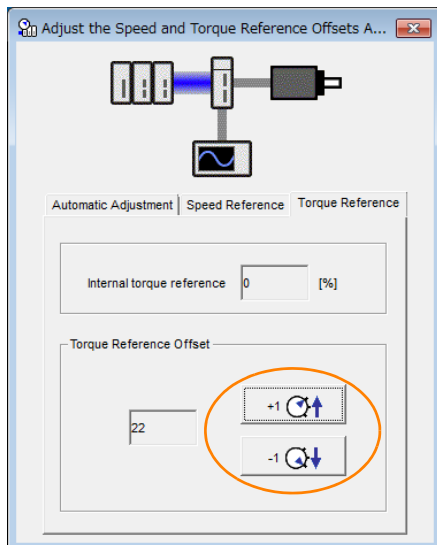 Adjust the Speed and Torque Reference Offsets A...
Automatic Adjustment
Speed Reference
Torque Reference
Internal torque reference
0
[%]
Torque Reference Offset
22
+1
-1